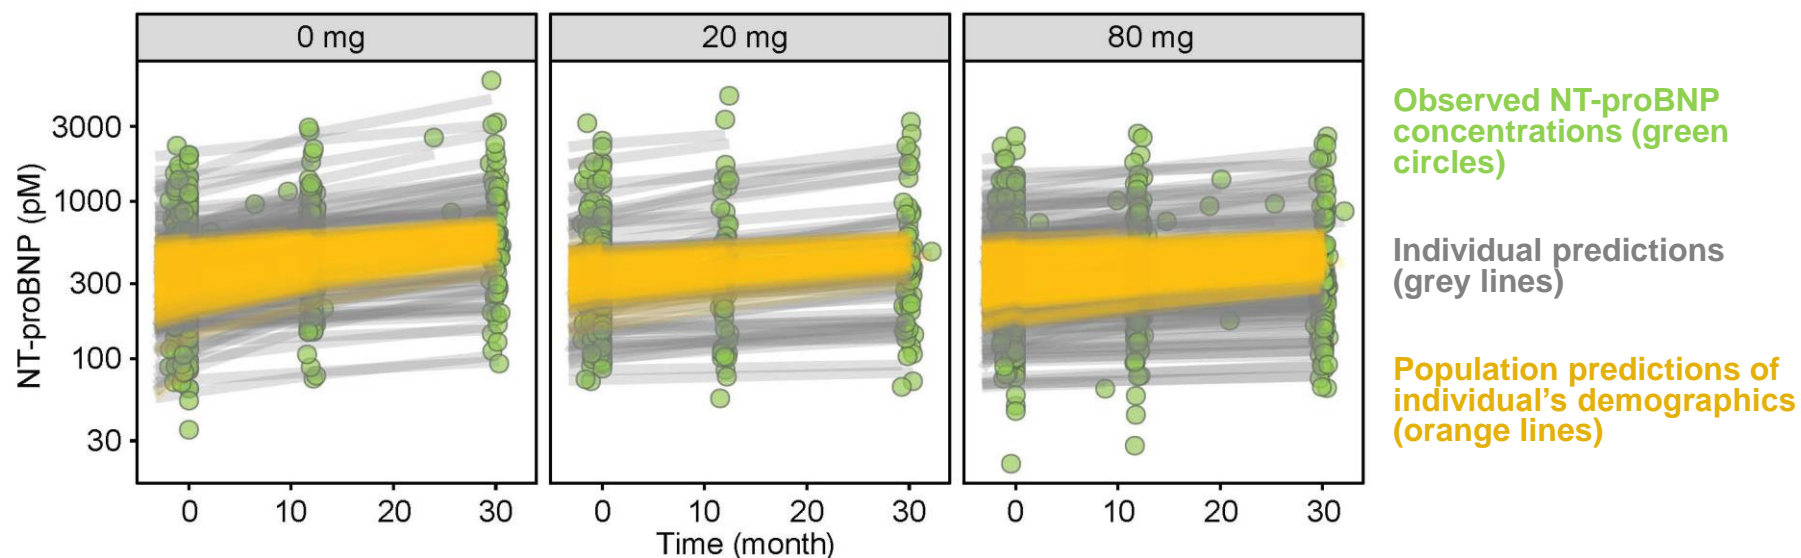 0 mg
20 mg
80 mg
NT-proBNP (pM)
3000
1000
300
100
30
0
10
20
30
0
10
20
30
0
10
20
30
Time (month)
Observed NT-proBNP
concentrations (green
circles)
Individual predictions
(grey lines)
Population predictions of
individual’s demographics
(orange lines)